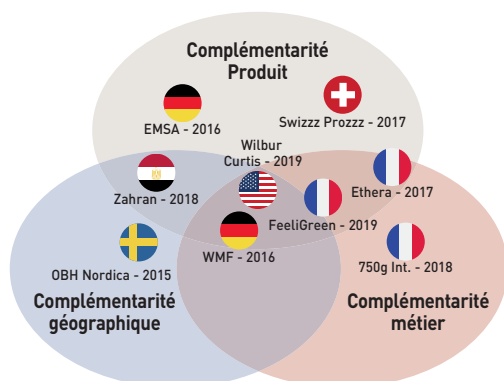 Complémentarité
Produit
EMSA - 2016
Swizzz Prozzz - 2017
Wilbur
Curtis - 2019
Zahran - 2018
Ethera - 2017
FeeliGreen - 2019
WMF - 2016
OBH Nordica - 2015
750g Int. - 2018
Complémentarité
géographique
Complémentarité
métier